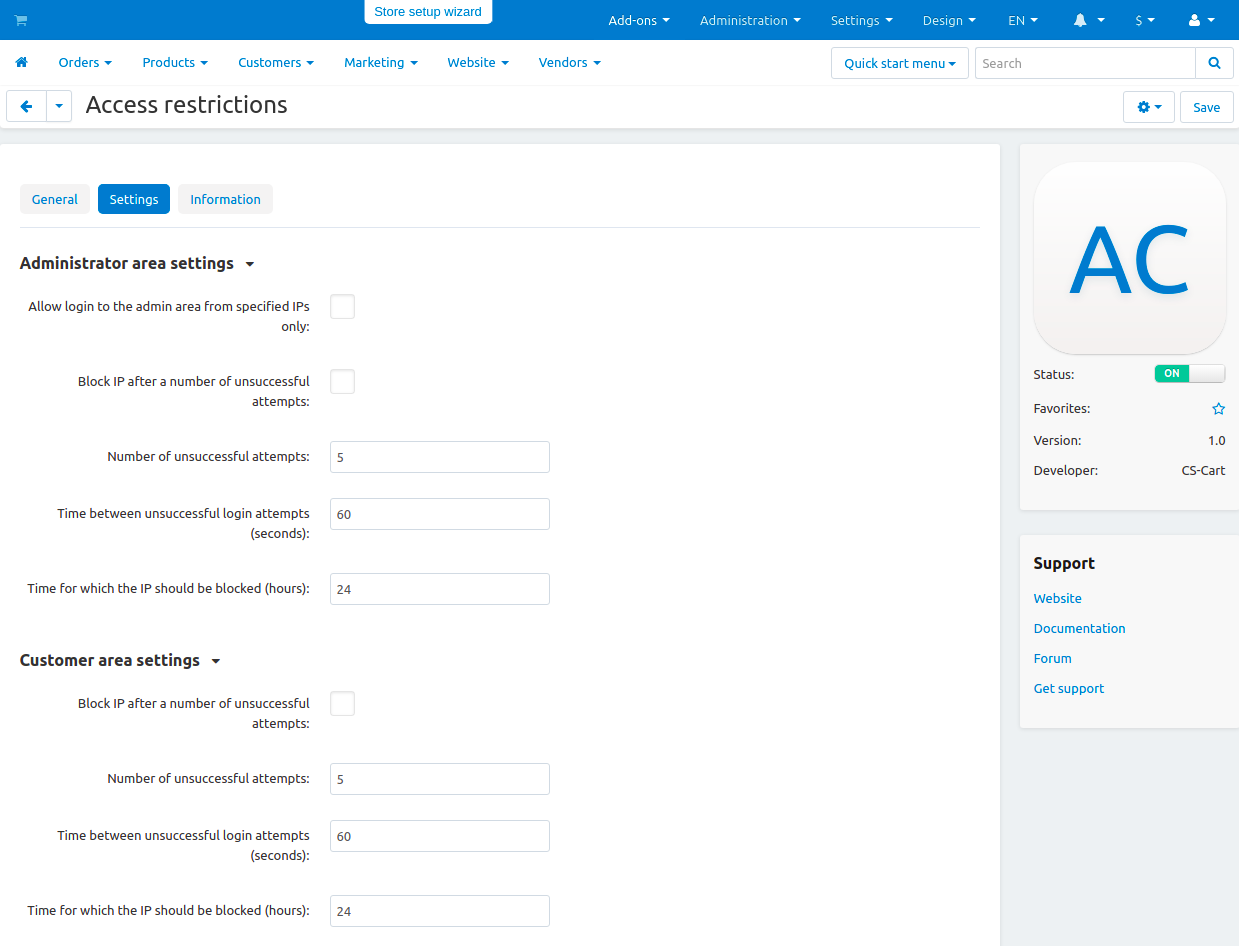 Store setup wizard
Add-ons Administration Settings Design EN $
Orders Products Customers Marketing Website Vendors Quick start menu Search
Access restrictions Save
General Settings Information
Administrator area settings
Allow login to the admin area from specified IPs
only:
Block IP after a number of unsuccessful
attempts:
Number of unsuccessful attempts: 5
Time between unsuccessful login attempts
(seconds): 60
Time for which the IP should be blocked (hours): 24
Customer area settings
Block IP after a number of unsuccessful
attempts:
Number of unsuccessful attempts: 5
Time between unsuccessful login attempts
(seconds): 60
Time for which the IP should be blocked (hours): 24
AC
Status: ON
Favorites:
Version: 1.0
Developer: CS-Cart
Support
Website
Documentation
Forum
Get support